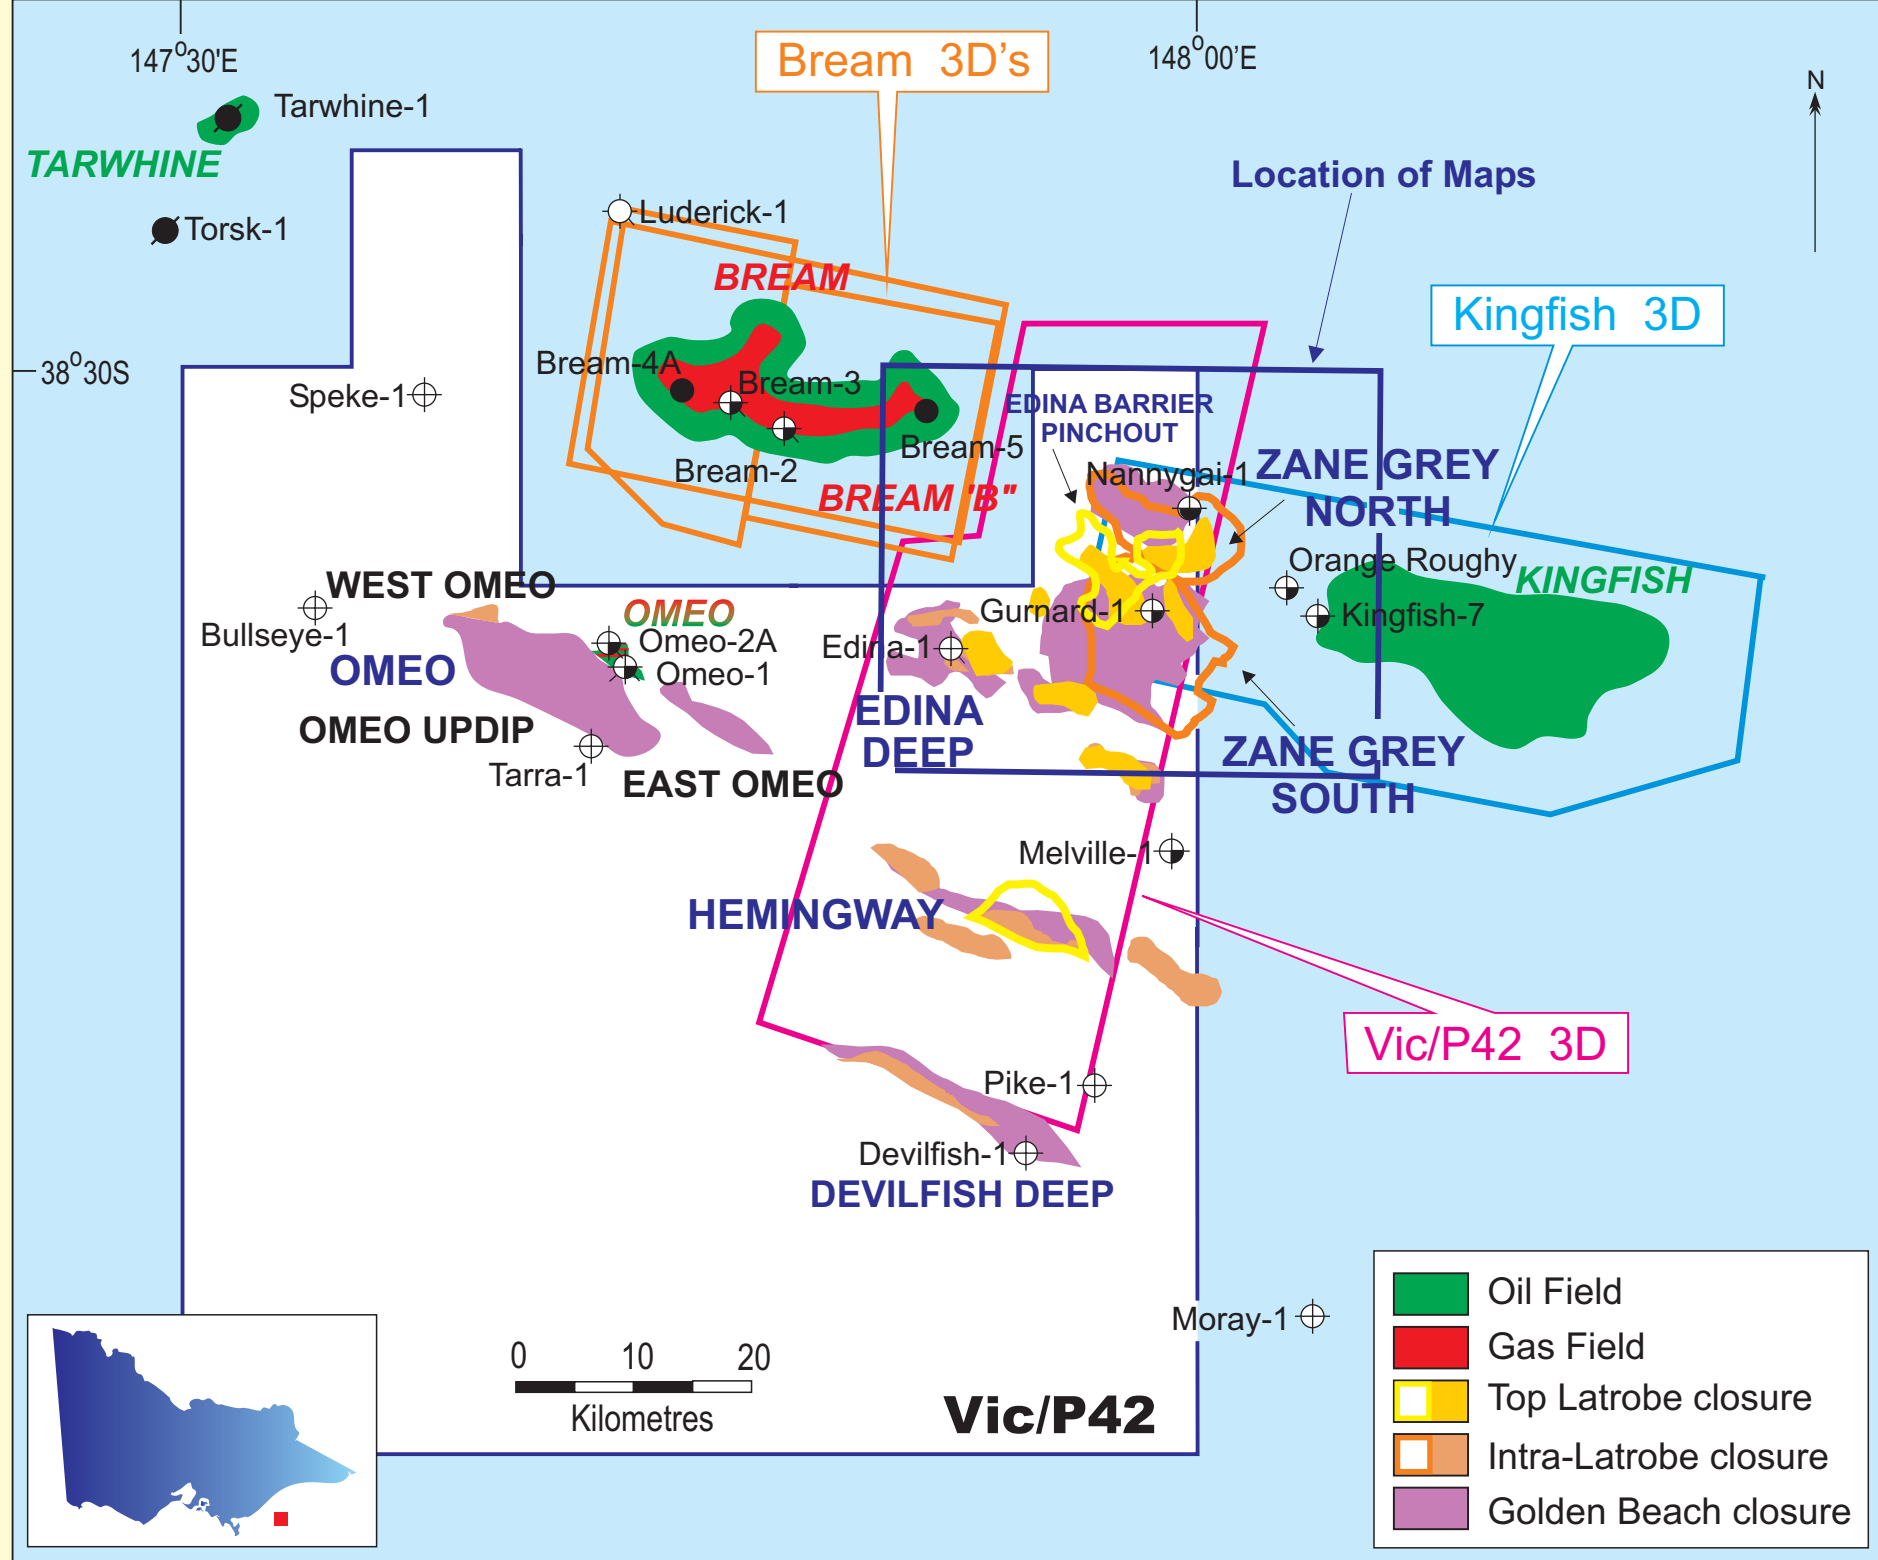 147°30'E
148°00'E
Bream 3D's
N
Tarwhine-1
TARWHINE
Location of Maps
Torsk-1
Luderick-1
BREAM
Kingfish 3D
38°30S
Bream-4A
Bream-3
Speke-1
EDINA BARRIER
PINCHOUT
Bream-5
Bream-2
Nannygai-1
ZANE GREY
NORTH
BREAM 'B"
Orange Roughy
KINGFISH
WEST OMEO
OMEO
Gurnard-1
Kingfish-7
Bullseye-1
Omeo-2A
Edina-1
OMEO
Omeo-1
EDINA
DEEP
OMEO UPDIP
ZANE GREY
SOUTH
Tarra-1
EAST OMEO
Melville-1
HEMINGWAY
Vic/P42 3D
Pike-1
Devilfish-1
DEVILFISH DEEP
Moray-1
0 10 20
Kilometres
Vic/P42
Oil Field
Gas Field
Top Latrobe closure
Intra-Latrobe closure
Golden Beach closure